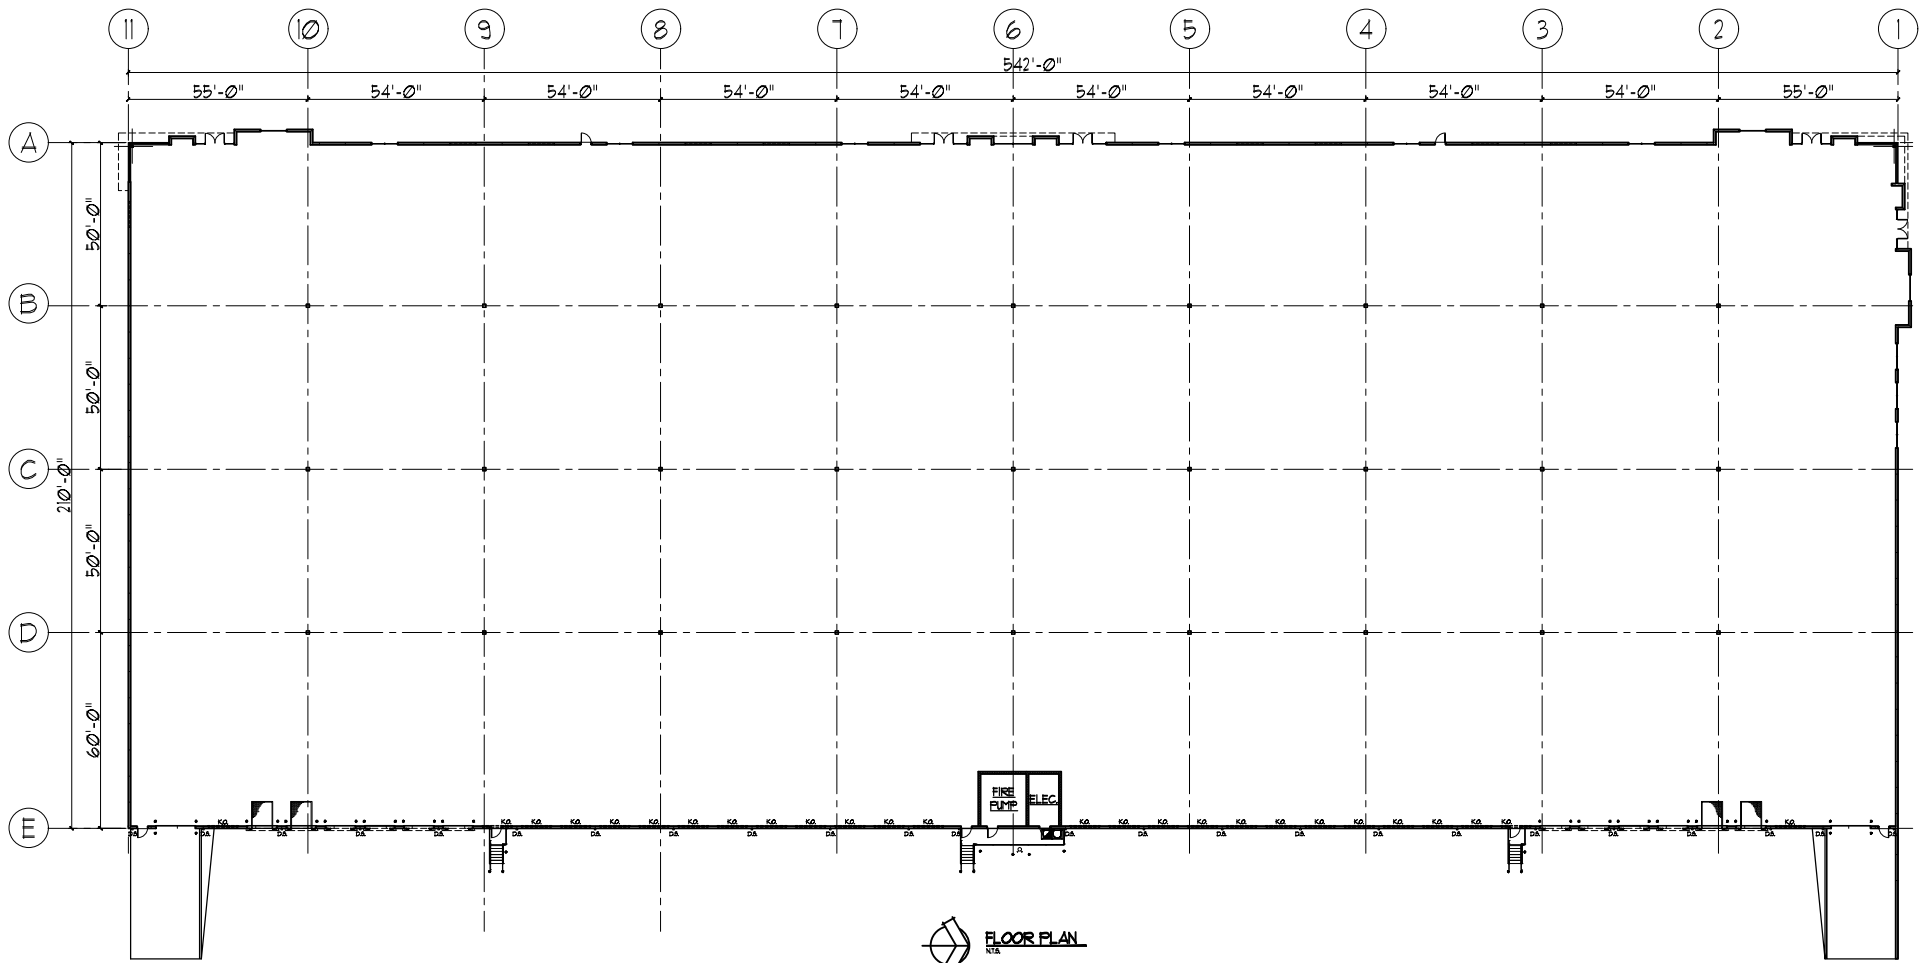 11 10 9 8 7 6 5 4 3 2 1
542'-0"
55'-0" 54'-0" 54'-0" 54'-0" 54'-0" 54'-0" 54'-0" 54'-0" 54'-0" 55'-0"
A
50'-0"
B
50'-0"
C
210'-0"
50'-0"
D
60'-0"
FIRE
PUMP
ELEC.
E
K.O. K.O. K.O. K.O. K.O. K.O. K.O. K.O. K.O. K.O. K.O. K.O. K.O. K.O. K.O. K.O. K.O. K.O. K.O. K.O. K.O. K.O. K.O. K.O. K.O.
D.S. D.S. D.S. D.S. D.S. D.S. D.S. D.S. D.S. D.S. D.S. D.S. D.S. D.S. D.S. D.S. D.S. D.S. D.S. D.S. D.S. D.S. D.S.
FLOOR PLAN
N.T.S.